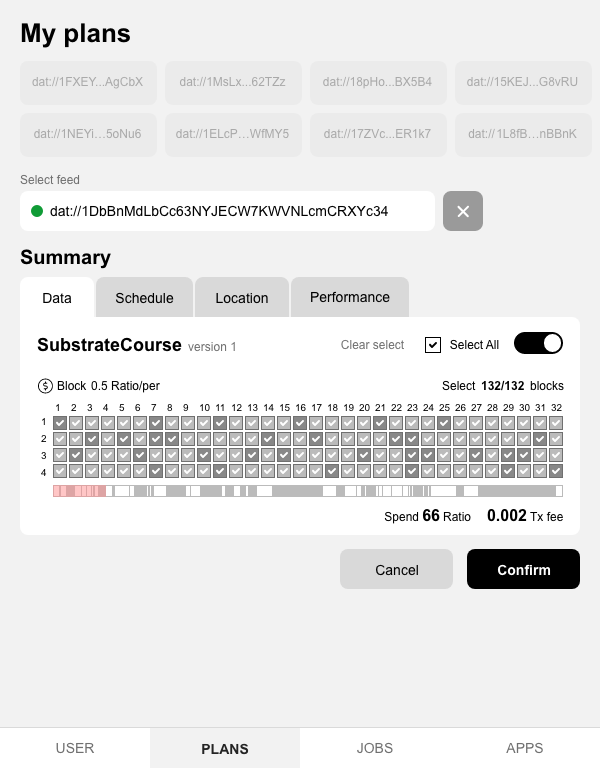 My plans
dat://1FXEY...AgCbX
dat://1MsLx...62TZz
dat://18pHo...BX5B4
dat://15KEJ...G8vRU
dat://1NEYi...5oNu6
dat://1ELcP...WfMY5
dat://17ZVc...ER1k7
dat://1L8fB...nBBnK
Select feed
dat://1DbBnMdLbCc63NYJECW7KWVNLcmCRXYc34
Summary
Data Schedule Location Performance
SubstrateCourse version 1 Clear select Select All
$ Block 0.5 Ratio/per Select 132/132 blocks
1 2 3 4 5 6 7 8 9 10 11 12 13 14 15 16 17 18 19 20 21 22 23 24 25 26 27 28 29 30 31 32
1
2
3
4
Spend 66 Ratio 0.002 Tx fee
Cancel Confirm
USER PLANS JOBS APPS